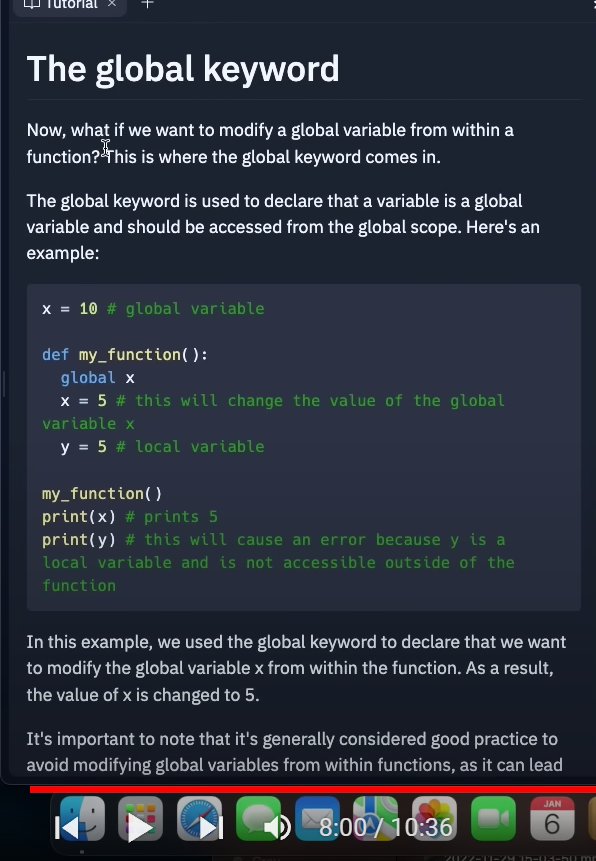 Tutorial
The global keyword
Now, what if we want to modify a global variable from within a
function? This is where the global keyword comes in.
The global keyword is used to declare that a variable is a global
variable and should be accessed from the global scope. Here's an
example:
x = 10 # global variable
def my_function():
  global x
  x = 5 # this will change the value of the global
variable x
  y = 5 # local variable
my_function()
print(x) # prints 5
print(y) # this will cause an error because y is a
local variable and is not accessible outside of the
function
In this example, we used the global keyword to declare that we want
to modify the global variable x from within the function. As a result,
the value of x is changed to 5.
It's important to note that it's generally considered good practice to
avoid modifying global variables from within functions, as it can lead
JAN
6
8:00 / 10:36